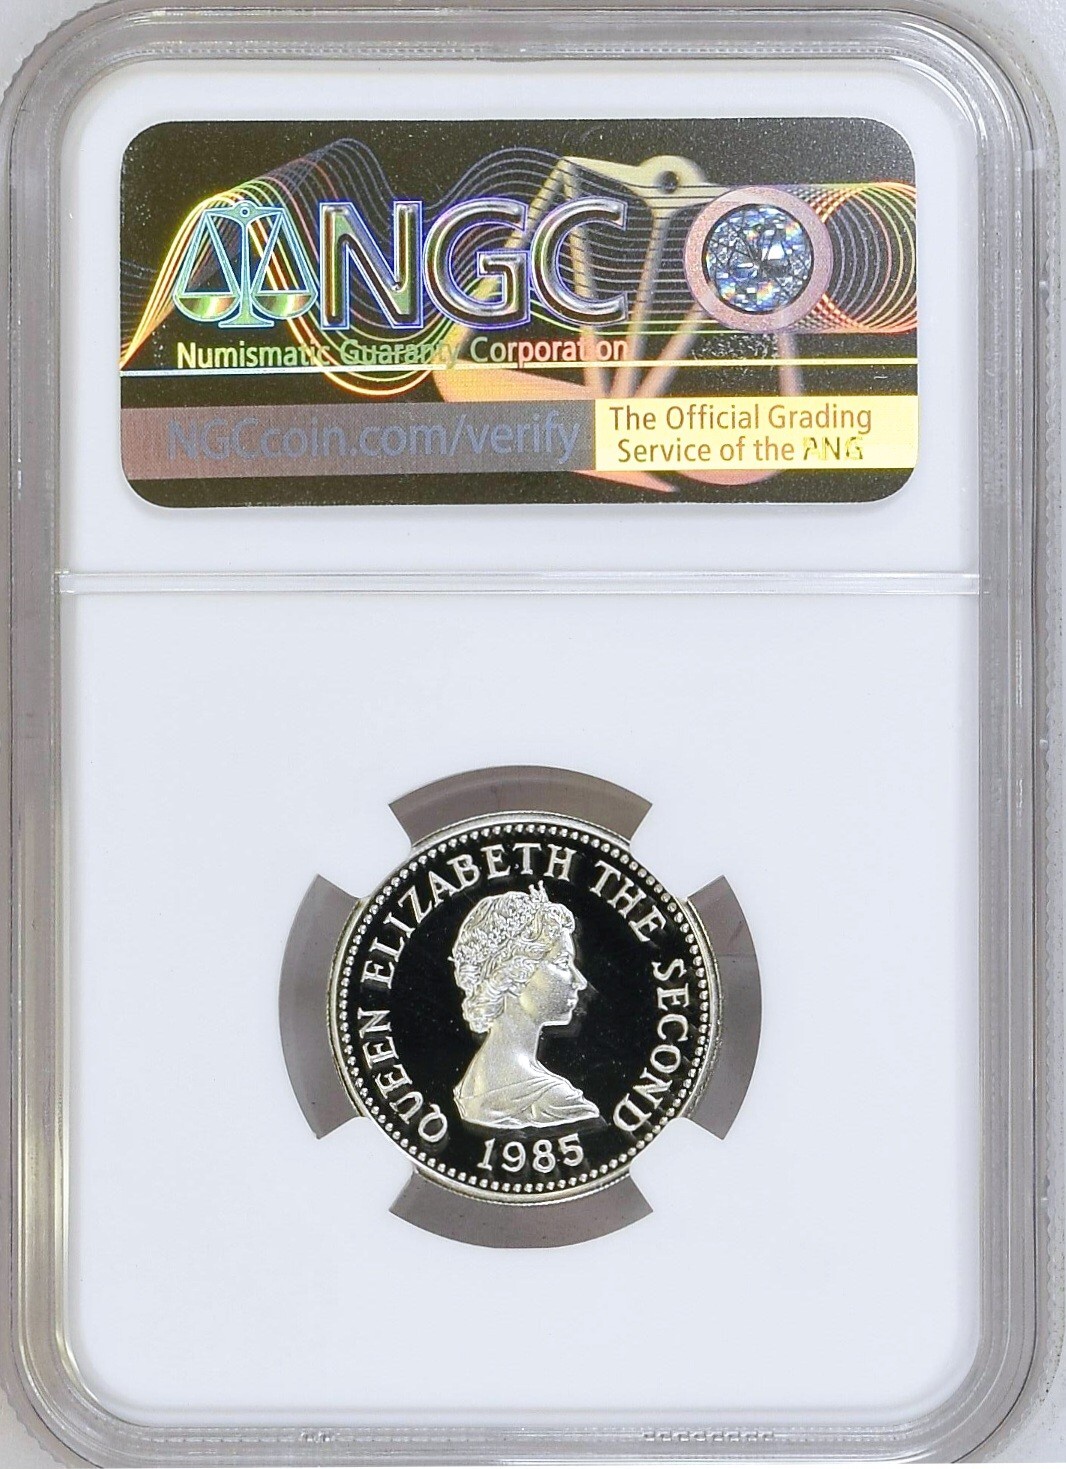 NGC
Numismatic Guaranty Corporation
NGCcoin.com/verify
The Official Grading
Service of the ANG
QUEEN ELIZABETH THE SECOND
1985